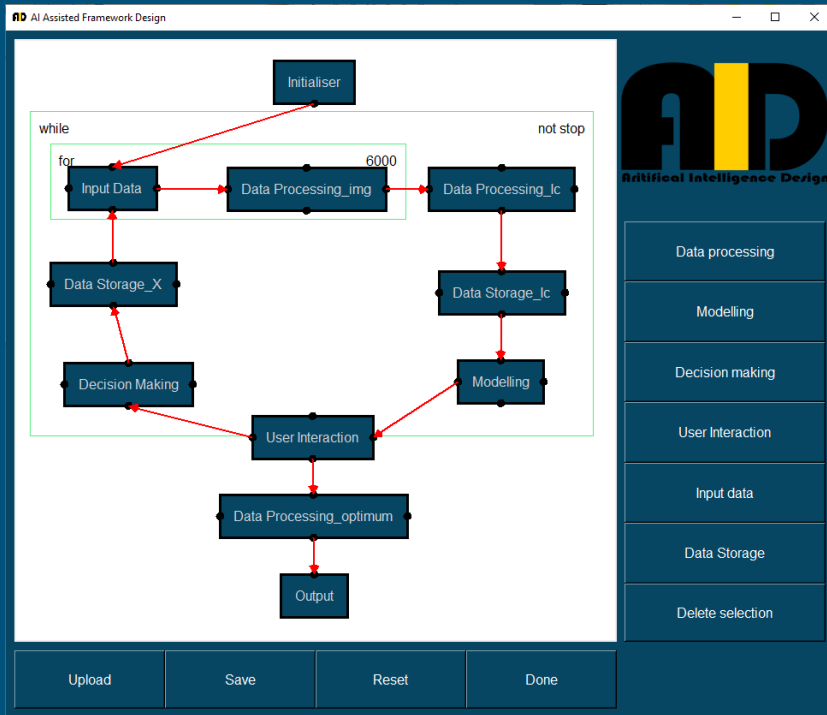 AI Assisted Framework Design
Initialiser
while
not stop
for
6000
Input Data
Data Processing_img
Data Processing_lc
Data Storage_X
Data Storage_lc
Decision Making
Modelling
User Interaction
Data Processing_optimum
Output
AID
Aritifical Intelligence Design
Data processing
Modelling
Decision making
User Interaction
Input data
Data Storage
Delete selection
Upload
Save
Reset
Done